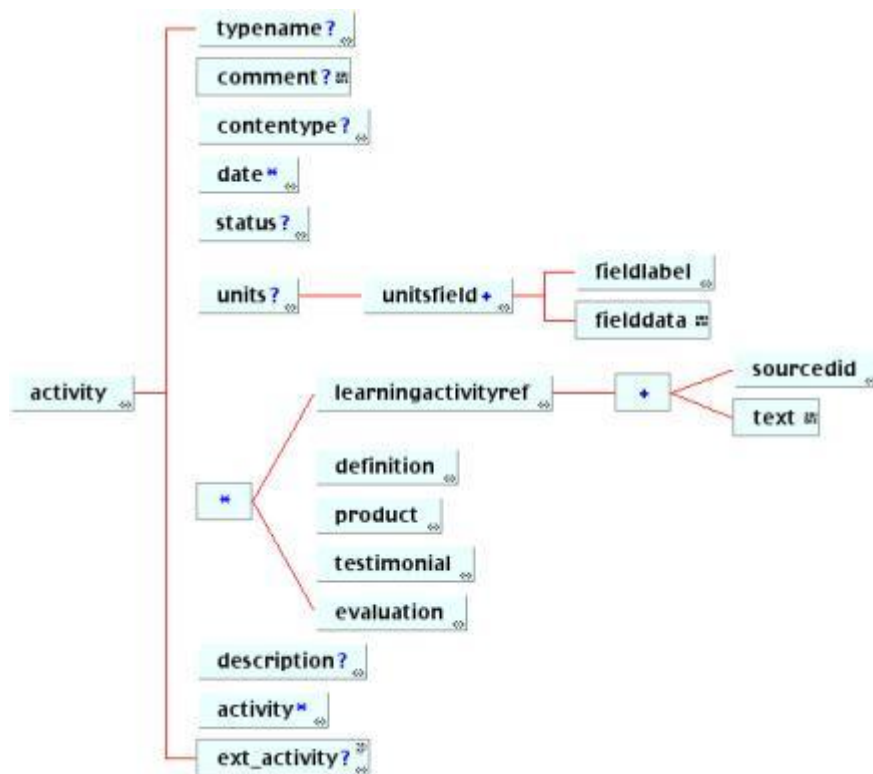 typename?
comment?
contentype?
date*
status?
units?
unitsfield+
fieldlabel
fielddata
activity
*
learningactivityref
+
sourcedid
text
definition
product
testimonial
evaluation
description?
activity*
ext_activity?